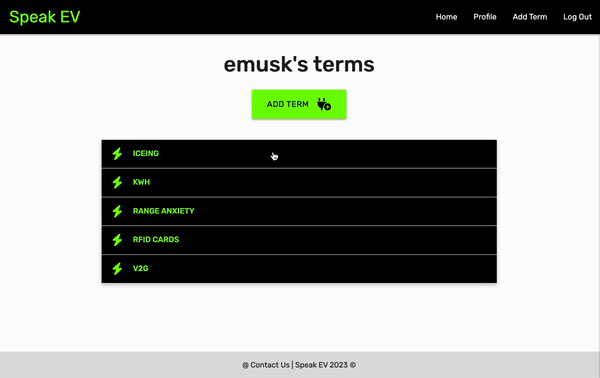 Speak EV
Home Profile Add Term Log Out
emusk's terms
ADD TERM
ICEING
KWH
RANGE ANXIETY
RFID CARDS
V2G
@ Contact Us | Speak EV 2023 ©